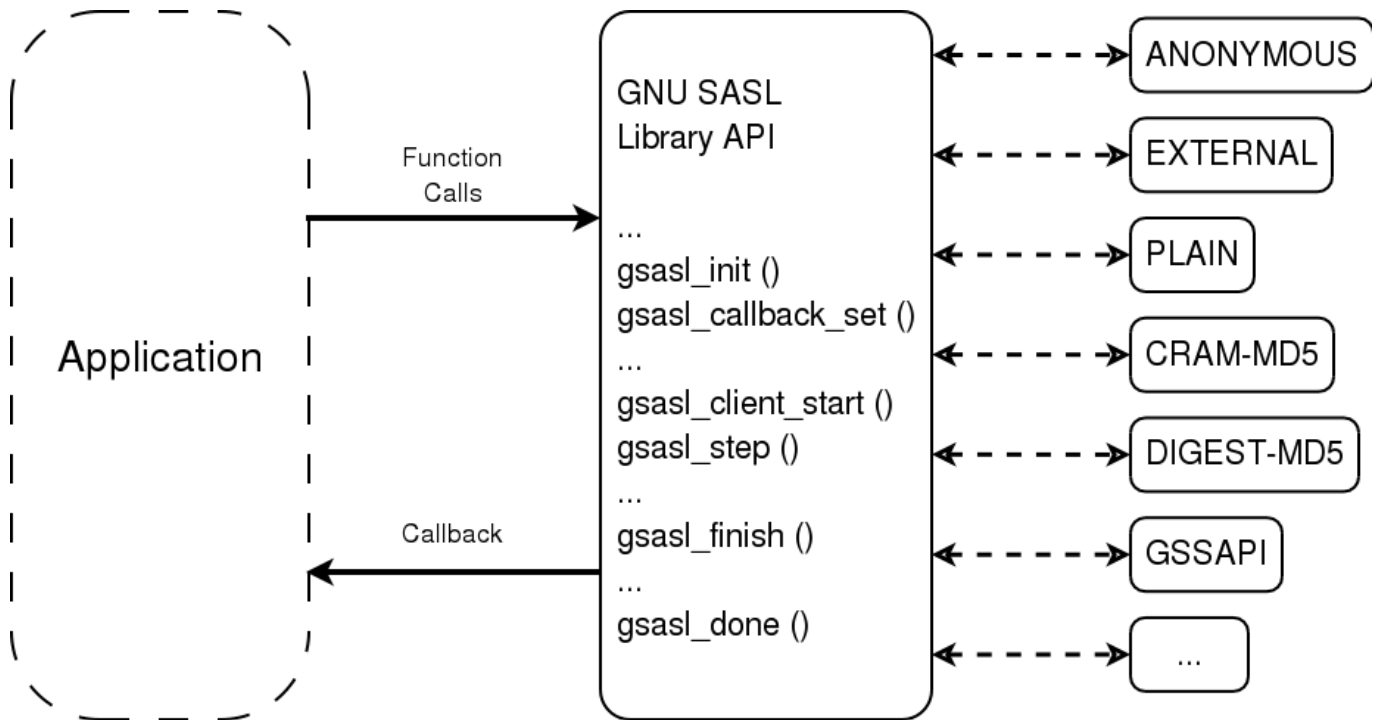 Application
Function
Calls
Callback
GNU SASL
Library API
...
gsasl_init ()
gsasl_callback_set ()
...
gsasl_client_start ()
gsasl_step ()
...
gsasl_finish ()
...
gsasl_done ()
ANONYMOUS
EXTERNAL
PLAIN
CRAM-MD5
DIGEST-MD5
GSSAPI
...